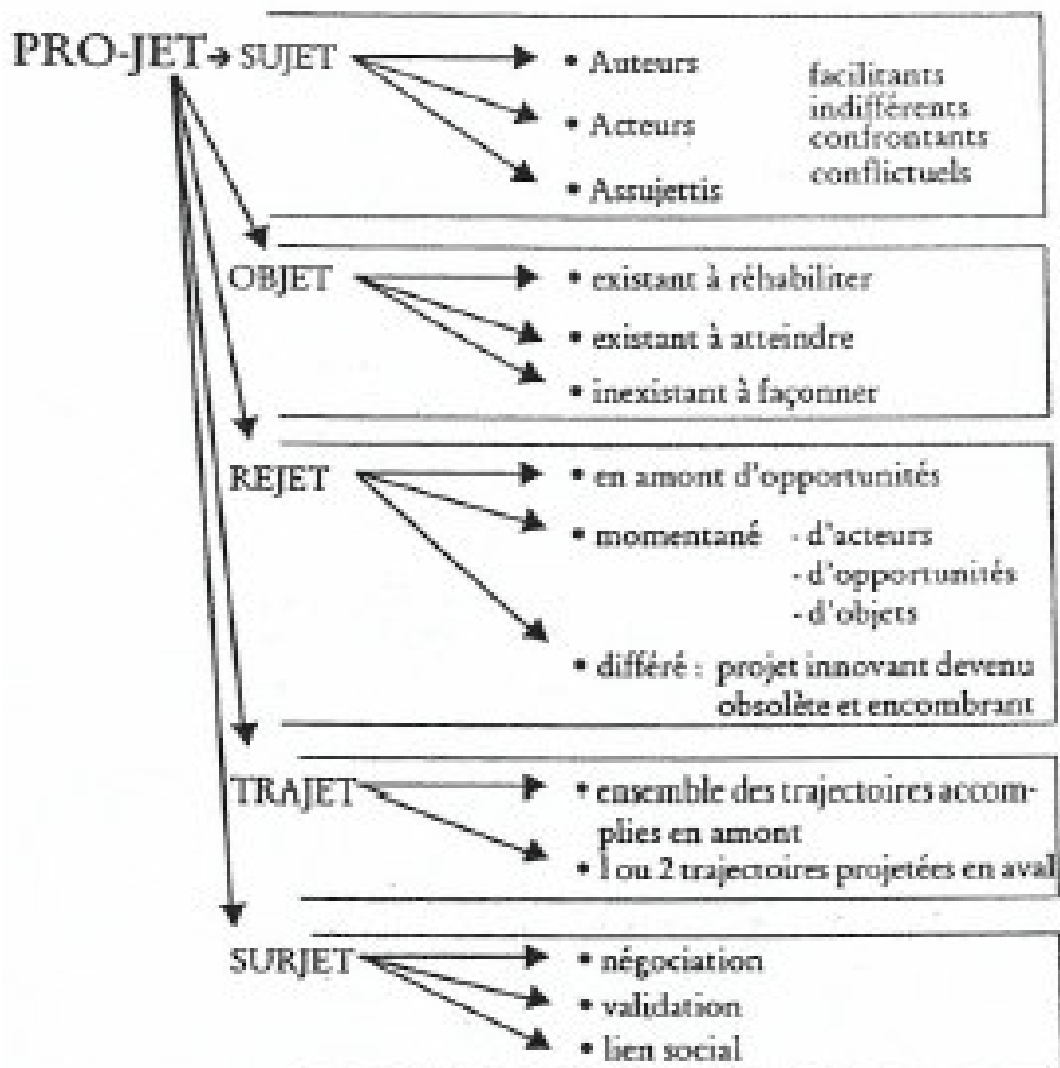 PRO-JET → SUJET
• Auteurs
• Acteurs
• Assujettis
facilitants
indifférents
confrontants
conflictuels
OBJET
• existant à réhabiliter
• existant à atteindre
• inexistant à façonner
REJET
• en amont d'opportunités
• momentané - d'acteurs
- d'opportunités
- d'objets
• différé : projet innovant devenu
obsolète et encombrant
TRAJET
• ensemble des trajectoires accom-
plies en amont
• 1 ou 2 trajectoires projetées en aval
SURJET
• négociation
• validation
• lien social